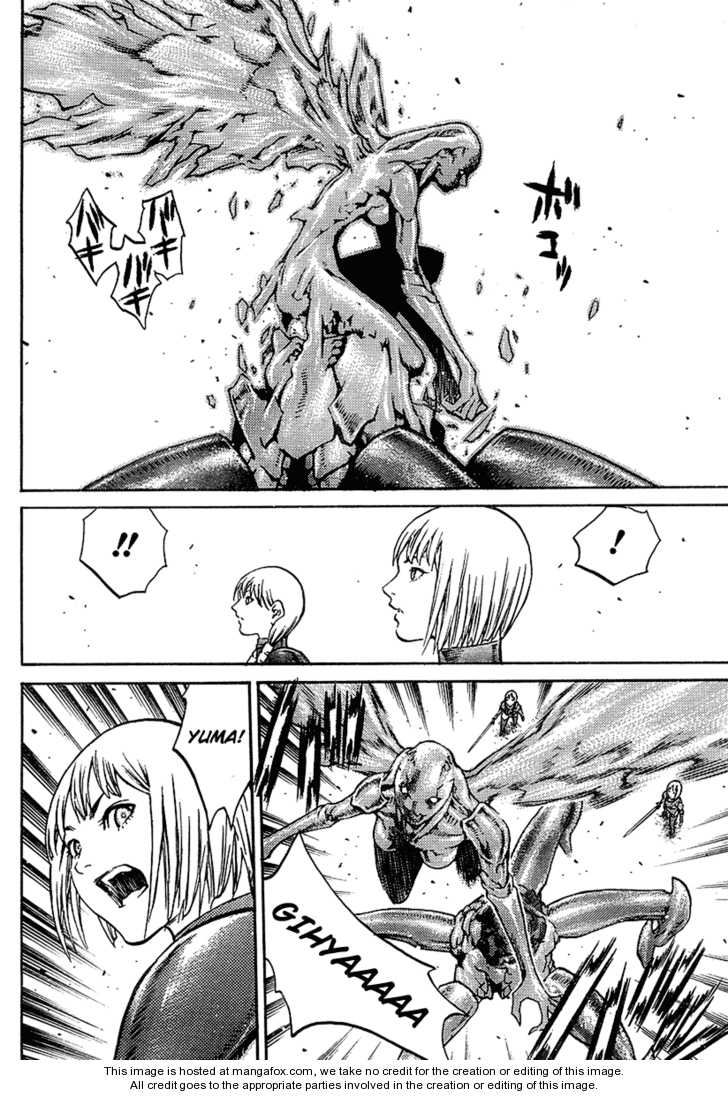 バキ
バキ
バキ
ボコッ
!
!!
YUMA!
GIHYAAAAA
This image is hosted at mangafox.com, we take no credit for the creation or editing of this image.
All credit goes to the appropriate parties involved in the creation or editing of this image.